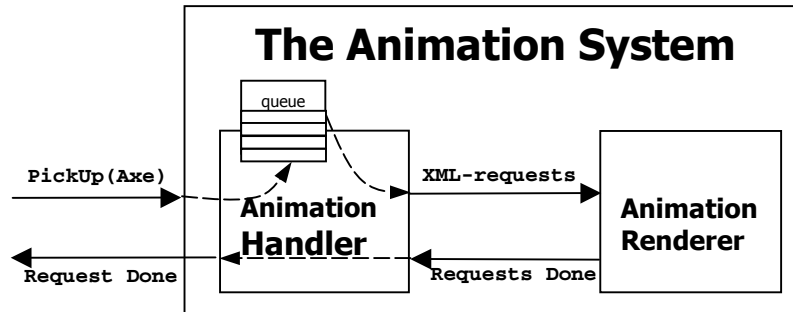 The Animation System
queue
PickUp(Axe)
XML-requests
Animation
Handler
Animation
Renderer
Request Done
Requests Done